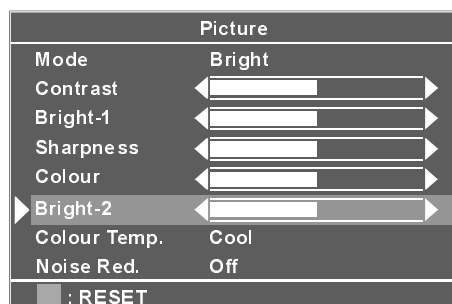 Picture
Mode Bright
Contrast
Bright-1
Sharpness
Colour
Bright-2
Colour Temp. Cool
Noise Red. Off
: RESET